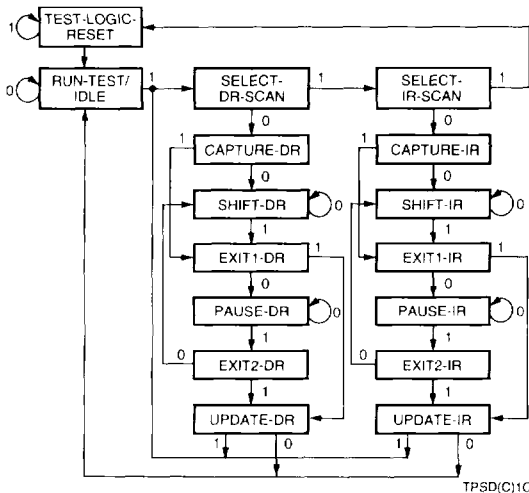 TEST-LOGIC-
RESET
1
RUN-TEST/
IDLE
0
1
SELECT-
DR-SCAN
1
SELECT-
IR-SCAN
1
0
0
CAPTURE-DR
1
CAPTURE-IR
1
0
0
SHIFT-DR
0
SHIFT-IR
0
1
1
EXIT1-DR
1
EXIT1-IR
1
0
0
PAUSE-DR
0
PAUSE-IR
0
1
1
0
EXIT2-DR
0
EXIT2-IR
1
1
UPDATE-DR
UPDATE-IR
1
0
1
0
TPSD(C)1C